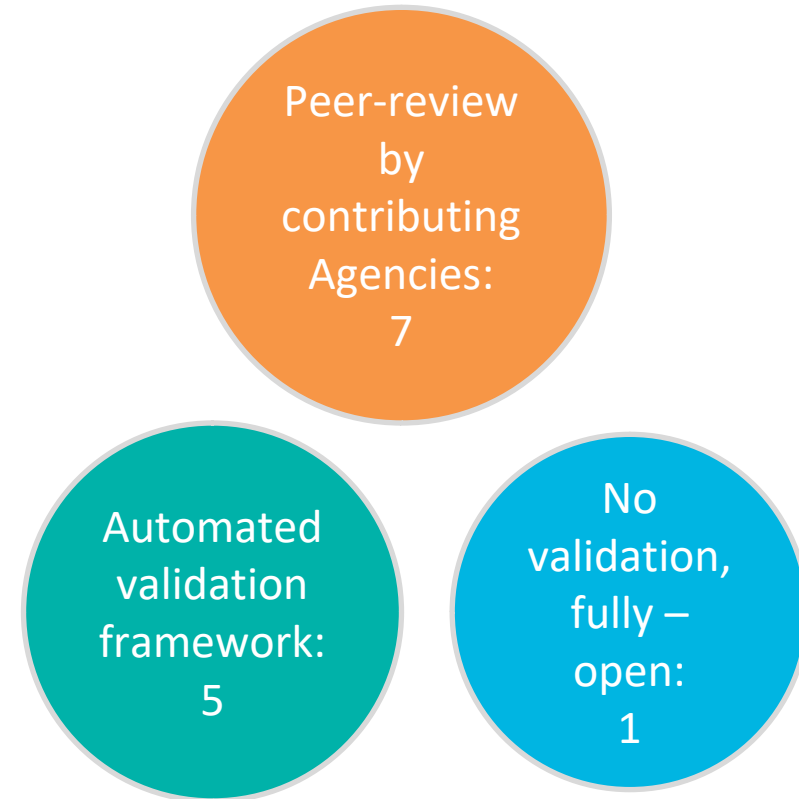 Peer-review
by
contributing
Agencies:
7
Automated
validation
framework:
5
No
validation,
fully –
open:
1